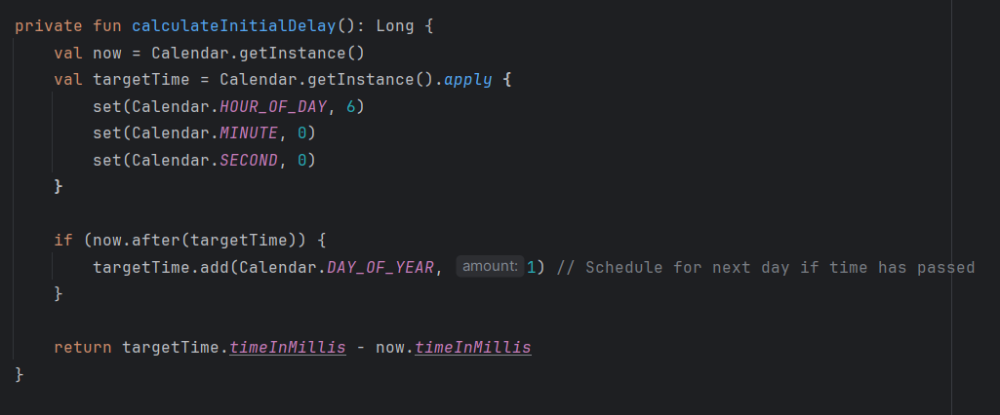 private fun calculateInitialDelay(): Long {
    val now = Calendar.getInstance()
    val targetTime = Calendar.getInstance().apply {
        set(Calendar.HOUR_OF_DAY, 6)
        set(Calendar.MINUTE, 0)
        set(Calendar.SECOND, 0)
    }

    if (now.after(targetTime)) {
        targetTime.add(Calendar.DAY_OF_YEAR, amount: 1) // Schedule for next day if time has passed
    }

    return targetTime.timeInMillis - now.timeInMillis
}